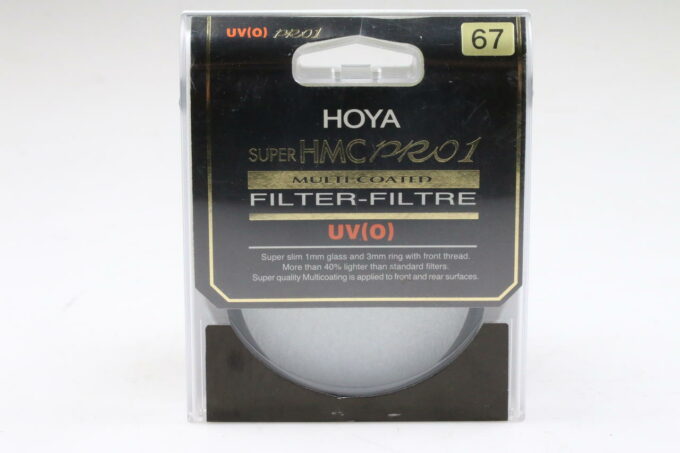 UV(O) PRO1
67
HOYA
SUPER HMC PRO1
MULTI-COATED
FILTER-FILTRE
UV(O)
Super slim 1mm glass and 3mm ring with front thread.
More than 40% lighter than standard filters.
Super quality Multicoating is applied to front and rear surfaces.